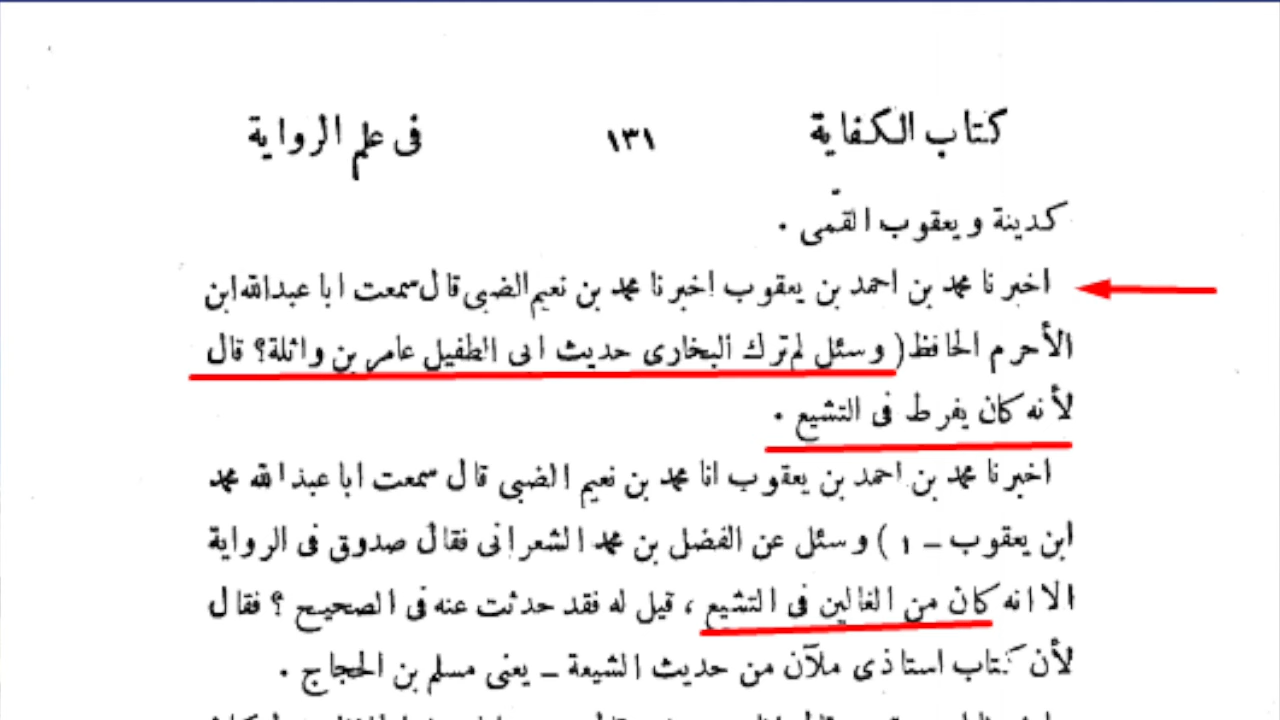 كتاب الكفاية ١٣١ فى علم الرواية
كدينة ويعقوب القمى .
اخبرنا محمد بن احمد بن يعقوب اخبرنا محمد بن نعيم الضبى قال سمعت ابا عبدالله ابن
الأحرم الحافظ ( وسئل لم ترك البخارى حديث ابى الطفيل عامر بن واثلة؟ قال
لأنه كان يفرط فى التشيع .
اخبرنا محمد بن احمد بن يعقوب انا محمد بن نعيم الضبى قال سمعت ابا عبدالله محمد
ابن يعقوب – ١ ) وسئل عن الفضل بن محمد الشعرانى فقال صدوق فى الرواية
الا انه كان من الغالين فى التشيع ، قيل له فقد حدثت عنه فى الصحيح ؟ فقال
لأن كتاب استاذى ملآن من حديث الشيعة – يعنى مسلم بن الحجاج .